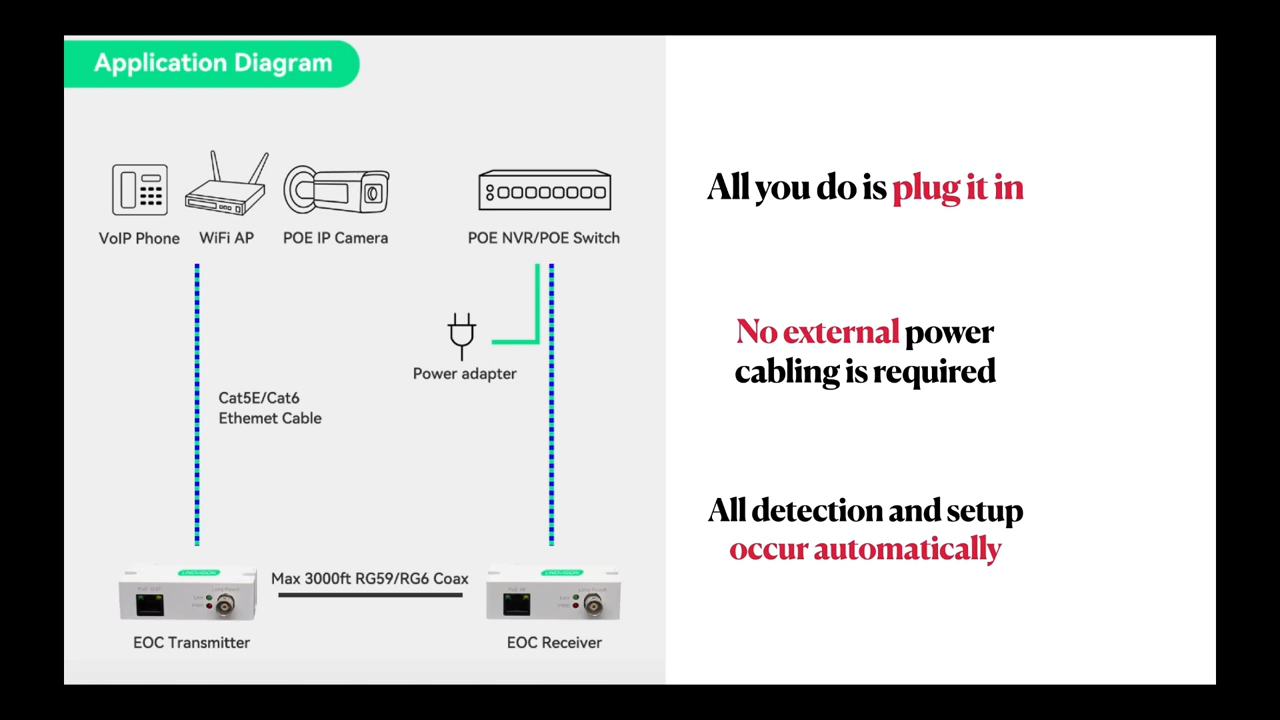 Application Diagram
VoIP Phone
WiFi AP
POE IP Camera
POE NVR/POE Switch
Power adapter
Cat5E/Cat6
Ethemet Cable
Max 3000ft RG59/RG6 Coax
EOC Transmitter
EOC Receiver
All you do is plug it in
No external power
cabling is required
All detection and setup
occur automatically